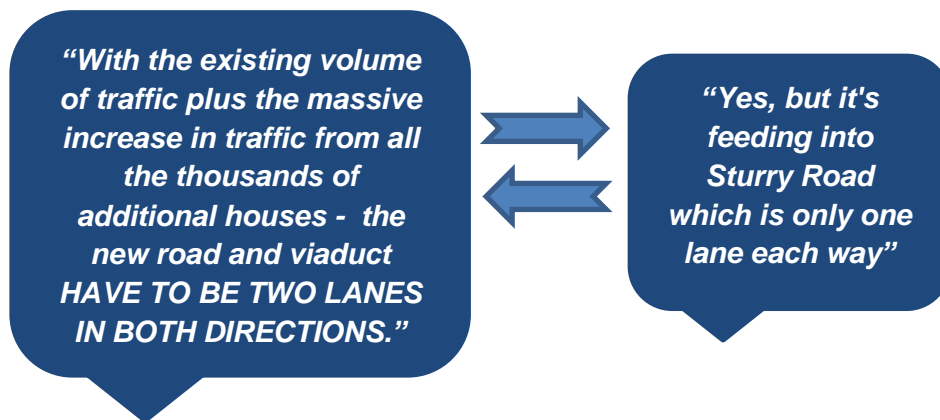 “With the existing volume
of traffic plus the massive
increase in traffic from all
the thousands of
additional houses -  the
new road and viaduct
HAVE TO BE TWO LANES
IN BOTH DIRECTIONS.”
“Yes, but it's
feeding into
Sturry Road
which is only one
lane each way”